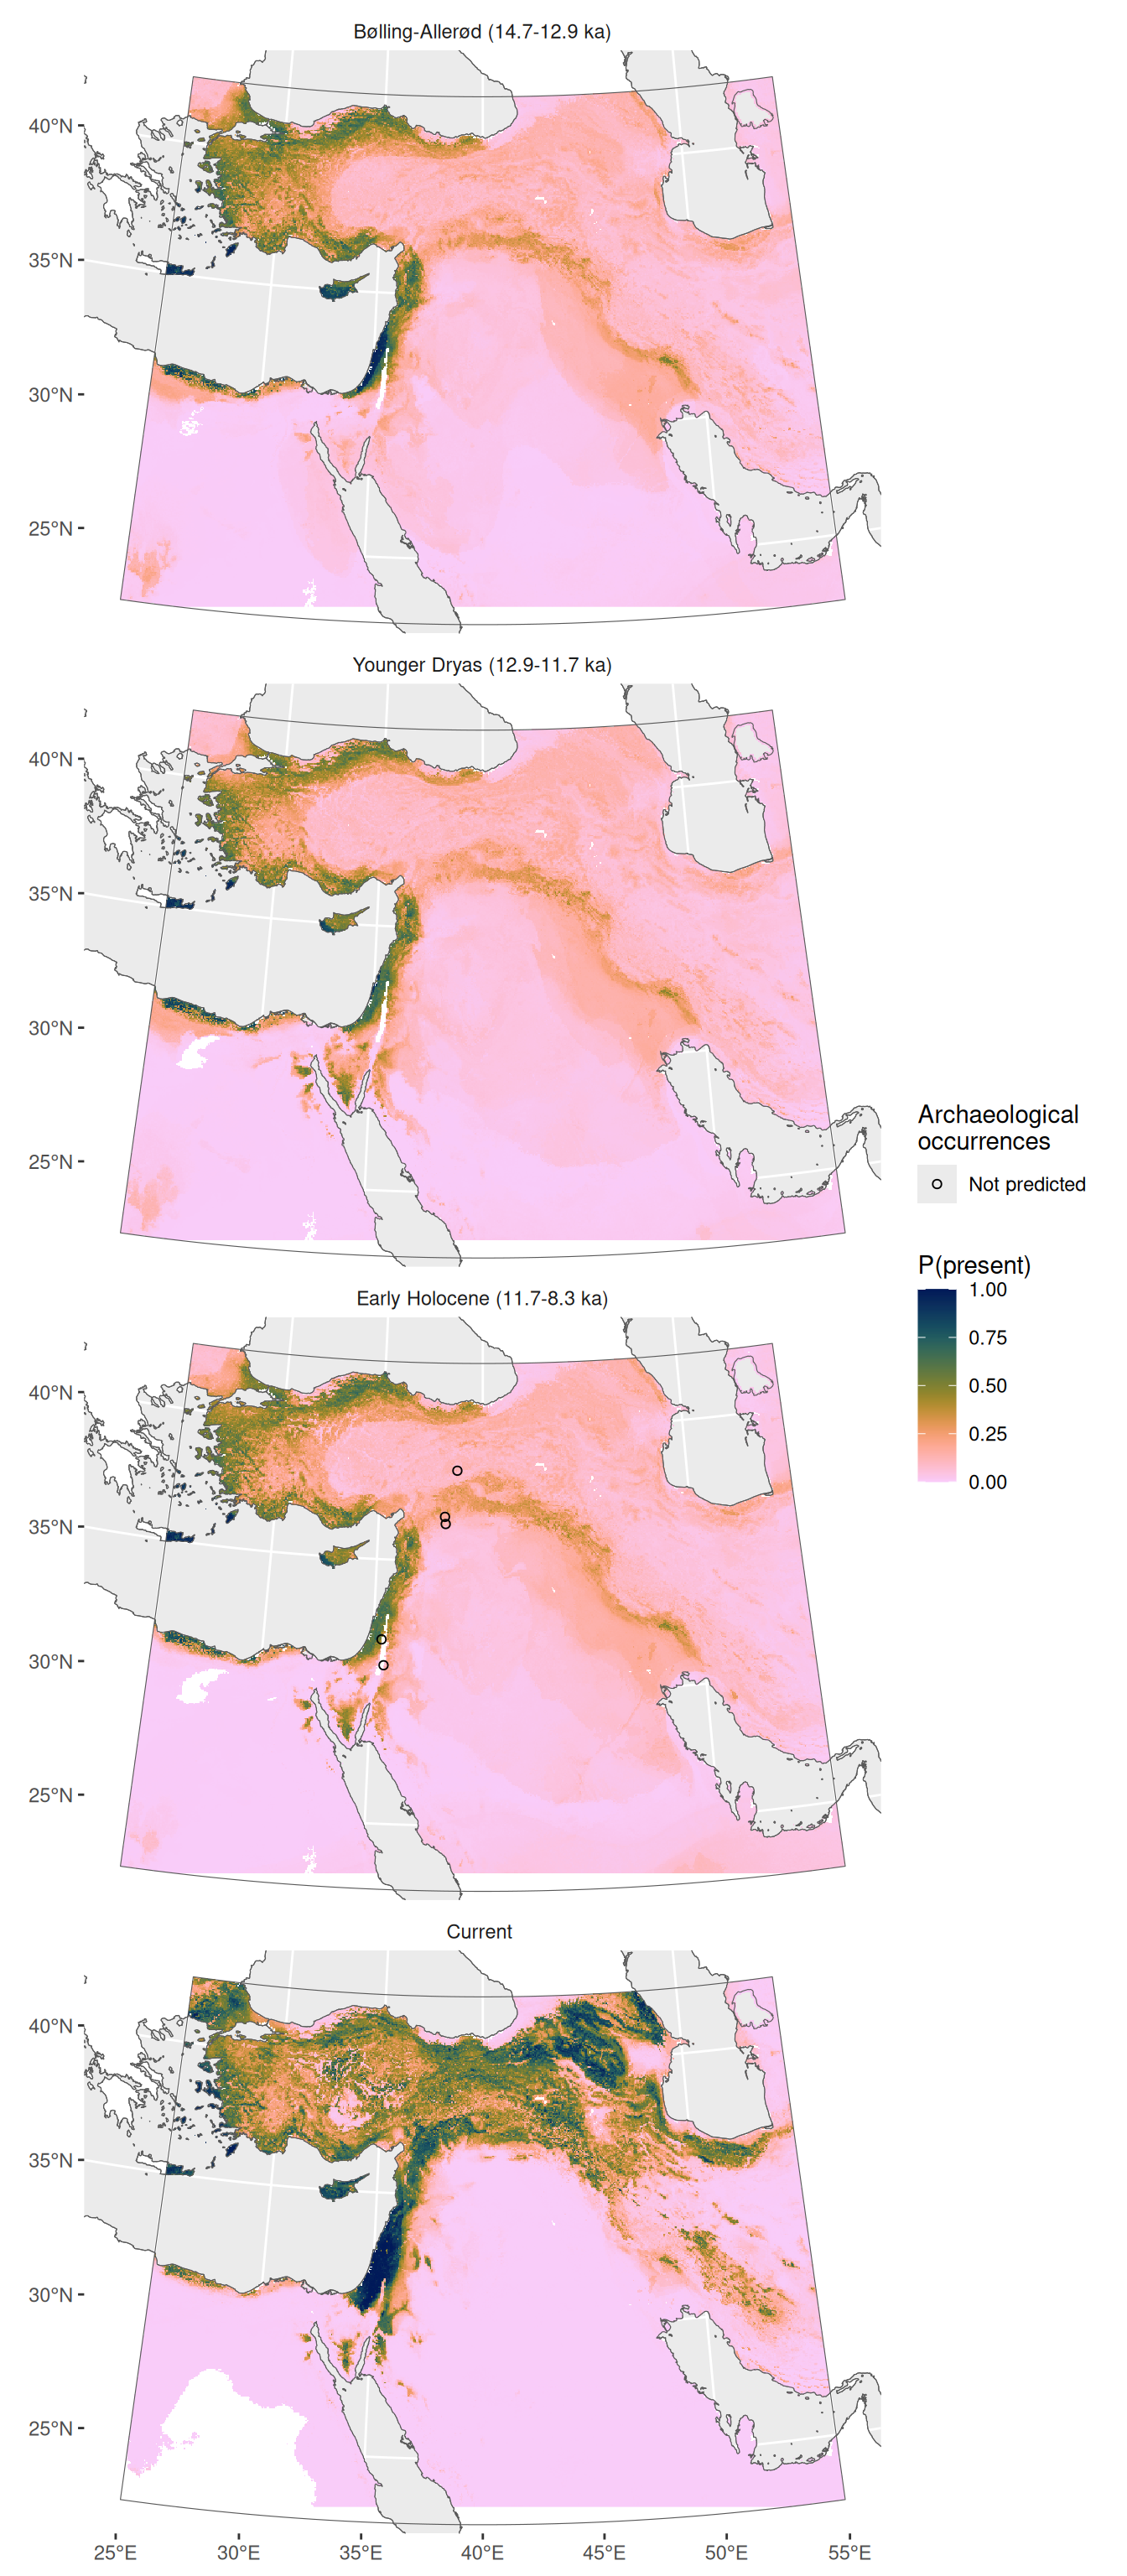 Bølling-Allerød (14.7-12.9 ka)
40°N
35°N
30°N
25°N
Younger Dryas (12.9-11.7 ka)
40°N
35°N
30°N
25°N
Archaeological
occurrences
Not predicted
P(present)
1.00
0.75
0.50
0.25
0.00
Early Holocene (11.7-8.3 ka)
40°N
35°N
30°N
25°N
Current
40°N
35°N
30°N
25°N
25°E 30°E 35°E 40°E 45°E 50°E 55°E